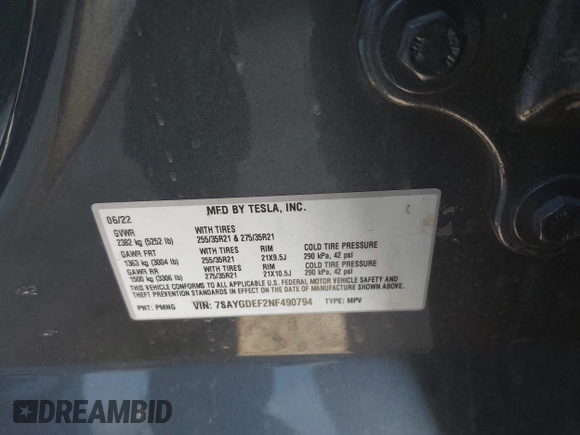 06/22 MFD BY TESLA, INC.
GVWR WITH TIRES
2382 kg (5252 lb) 255/35R21 & 275/35R21
GAWR FRT WITH TIRES RIM COLD TIRE PRESSURE
1363 kg (3004 lb) 255/35R21 21X9.5J 290 kPa, 42 psi
GAWR RR WITH TIRES RIM COLD TIRE PRESSURE
1500 kg (3306 lb) 275/35R21 21X10.5J 290 kPa, 42 psi
THIS VEHICLE CONFORMS TO ALL APPLICABLE U.S. FEDERAL MOTOR VEHICLE SAFETY AND
THEFT PREVENTION STANDARDS IN EFFECT ON THE DATE OF MANUFACTURE SHOWN ABOVE.
PNT: PMNG VIN: 7SAYGDEF2NF490794 TYPE: MPV
DREAMBID